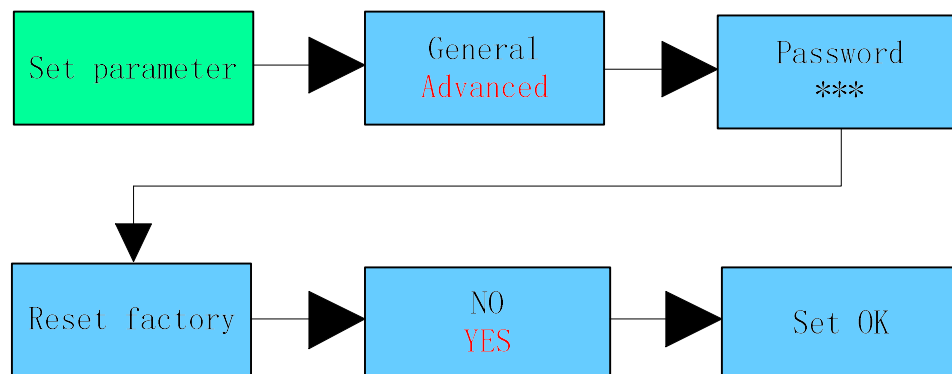 Set parameter
General
Advanced
Password
***
Reset factory
NO
YES
Set OK